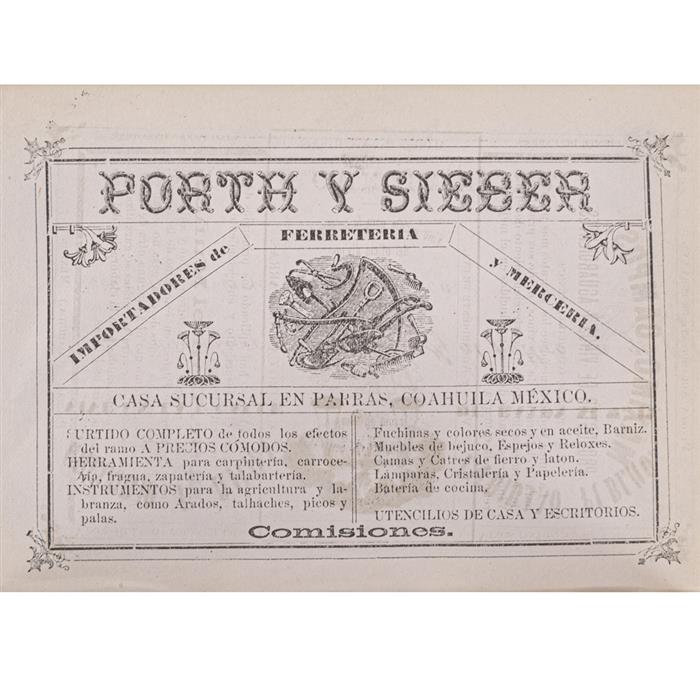 PORTH Y SIEBER
IMPORTADORES de
FERRETERIA
y MERCERIA.
CASA SUCURSAL EN PARRAS, COAHUILA MÉXICO.
SURTIDO COMPLETO de todos los efectos
del ramo A PRECIOS CÓMODOS.
HERRAMIENTA para carpintería, carroce-
ría, fragua, zapatería y talabartería.
INSTRUMENTOS para la agricultura y la-
branza, como Arados, talhaches, picos y
palas.
Fuchinas y colores secos y en aceite, Barniz.
Muebles de bejuco, Espejos y Reloxes.
Camas y Catres de fierro y laton.
Lámparas, Cristalería y Papelería.
Batería de cocina.
UTENCILIOS DE CASA Y ESCRITORIOS.
Comisiones.